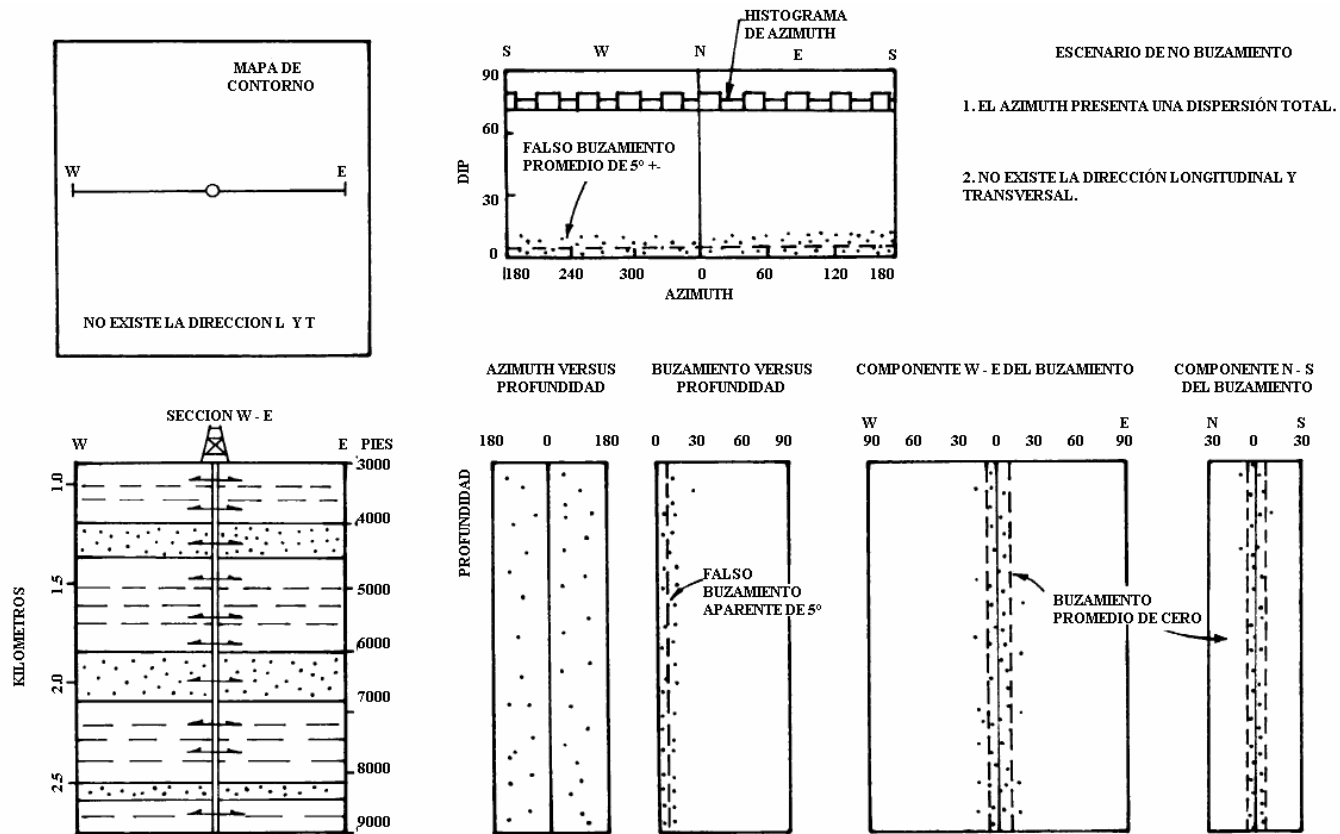 MAPA DE
CONTORNO
W E
NO EXISTE LA DIRECCION L Y T
HISTOGRAMA
DE AZIMUTH
S W N E S
90
60
30
0
DIP
FALSO BUZAMIENTO
PROMEDIO DE 5º +-
180 240 300 0 60 120 180
AZIMUTH
ESCENARIO DE NO BUZAMIENTO
1. EL AZIMUTH PRESENTA UNA DISPERSIÓN TOTAL.
2. NO EXISTE LA DIRECCIÓN LONGITUDINAL Y
TRANSVERSAL.
SECCION W - E
W E PIES
3000
4000
5000
6000
7000
8000
9000
1.0
1.5
2.0
2.5
KILOMETROS
AZIMUTH VERSUS
PROFUNDIDAD
180 0 180
PROFUNDIDAD
BUZAMIENTO VERSUS
PROFUNDIDAD
0 30 60 90
FALSO
BUZAMIENTO
APARENTE DE 5º
COMPONENTE W - E DEL BUZAMIENTO
W E
90 60 30 0 30 60 90
BUZAMIENTO
PROMEDIO DE CERO
COMPONENTE N - S
DEL BUZAMIENTO
N S
30 0 30